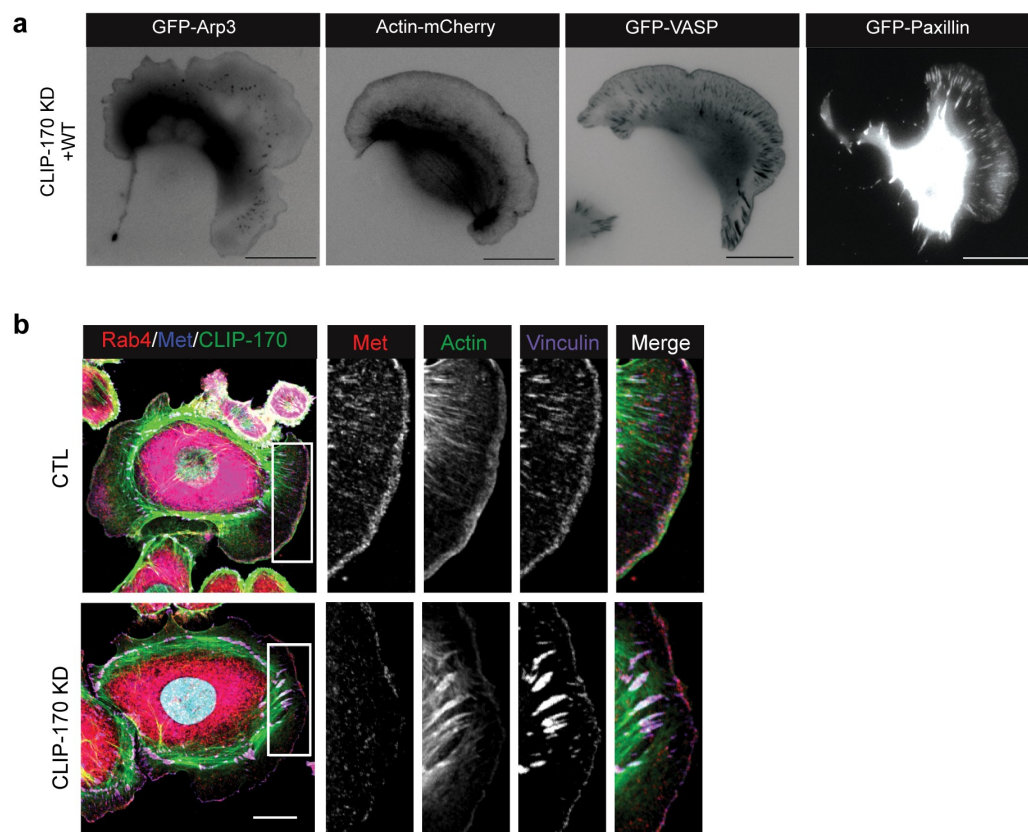 a
GFP-Arp3
Actin-mCherry
GFP-VASP
GFP-Paxillin
CLIP-170 KD
+WT
b
Rab4/Met/CLIP-170
Met
Actin
Vinculin
Merge
CTL
CLIP-170 KD